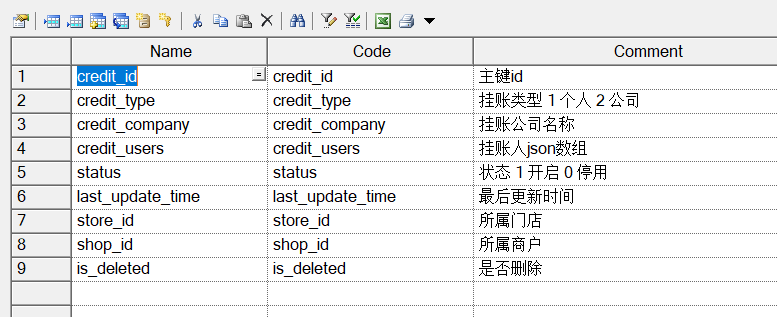 Name Code Comment
1 credit_id = credit_id 主键id
2 credit_type credit_type 挂账类型 1 个人 2 公司
3 credit_company credit_company 挂账公司名称
4 credit_users credit_users 挂账人json数组
5 status status 状态 1 开启 0 停用
6 last_update_time last_update_time 最后更新时间
7 store_id store_id 所属门店
8 shop_id shop_id 所属商户
9 is_deleted is_deleted 是否删除